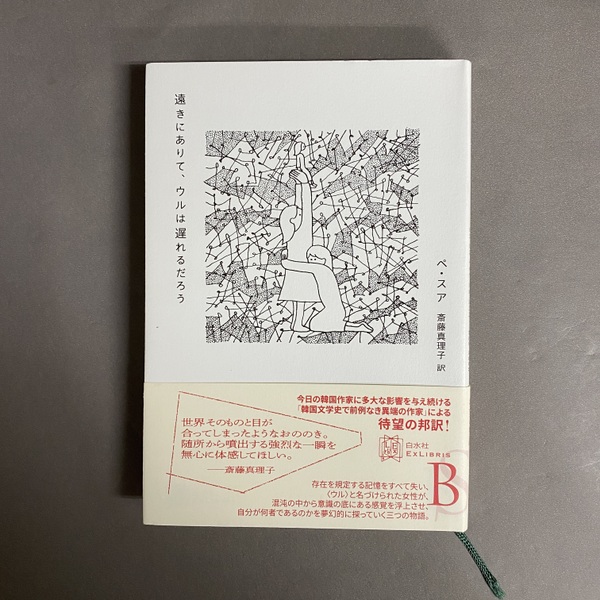 遠きにありて、ウルは遅れるだろう
ペ・スア
斎藤真理子 訳
今日の韓国作家に多大な影響を与え続ける
「韓国文学史で前例なき異端の作家」による
待望の邦訳!
世界そのものと目が
合ってしまったようなおののき。
随所から噴出する強烈な一瞬を
無心に体感してほしい。
──斎藤真理子
白水社
EXLIBRIS
B
存在を規定する記憶をすべて失い、
〈ウル〉と名づけられた女性が、
混沌の中から意識の底にある感覚を浮上させ、
自分が何者であるのかを夢幻的に探っていく三つの物語。